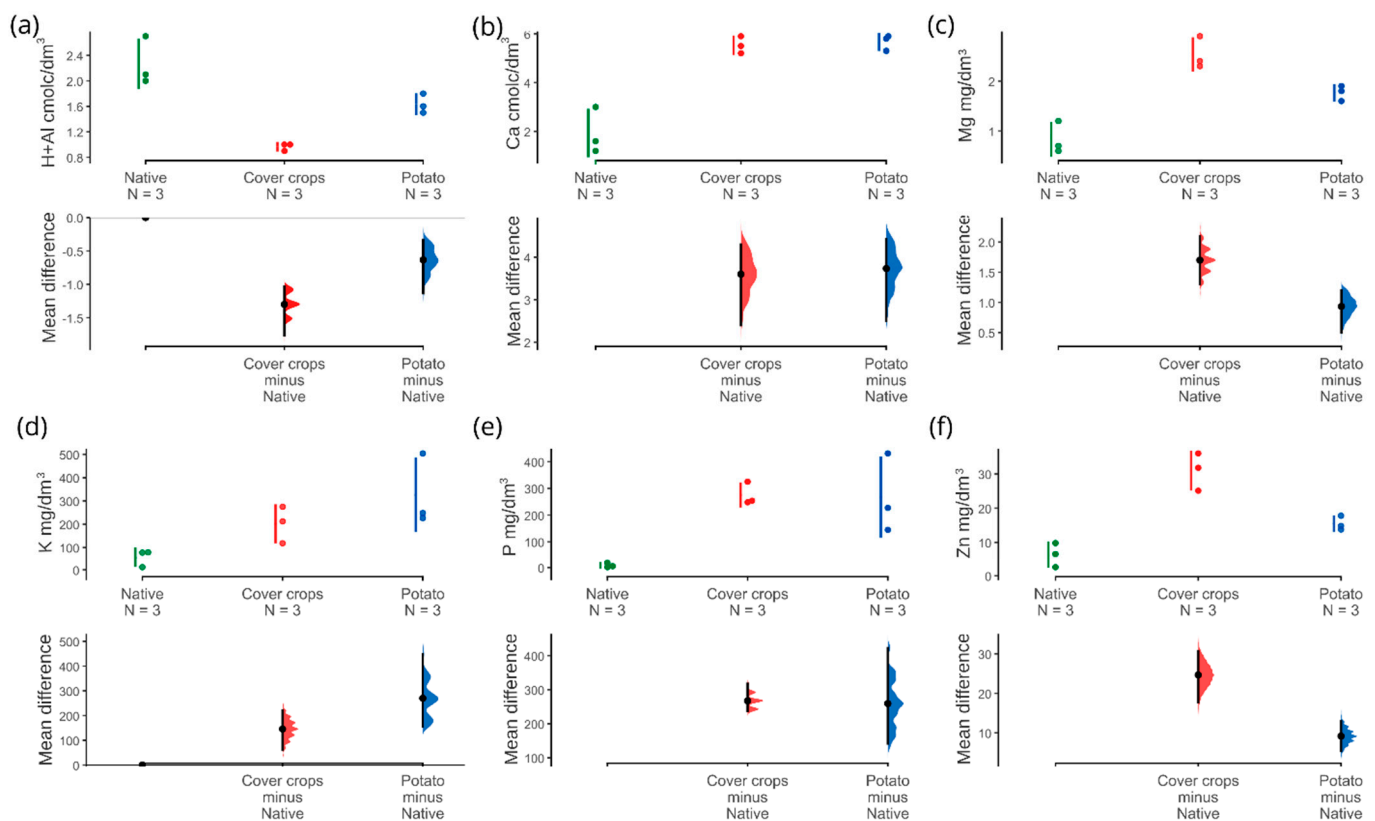 (a)
H+Al cmolc/dm³
2.4
2.0
1.6
1.2
0.8
Native
N = 3
Cover crops
N = 3
Potato
N = 3
Mean difference
0.0
-0.5
-1.0
-1.5
Cover crops
minus
Native
Potato
minus
Native
(b)
Ca cmolc/dm³
6
4
2
Native
N = 3
Cover crops
N = 3
Potato
N = 3
Mean difference
4
3
2
Cover crops
minus
Native
Potato
minus
Native
(c)
Mg mg/dm³
2
1
Native
N = 3
Cover crops
N = 3
Potato
N = 3
Mean difference
2.0
1.5
1.0
0.5
Cover crops
minus
Native
Potato
minus
Native
(d)
K mg/dm³
500
400
300
200
100
0
Native
N = 3
Cover crops
N = 3
Potato
N = 3
Mean difference
500
400
300
200
100
0
Cover crops
minus
Native
Potato
minus
Native
(e)
P mg/dm³
400
300
200
100
0
Native
N = 3
Cover crops
N = 3
Potato
N = 3
Mean difference
400
300
200
100
Cover crops
minus
Native
Potato
minus
Native
(f)
Zn mg/dm³
30
20
10
0
Native
N = 3
Cover crops
N = 3
Potato
N = 3
Mean difference
30
20
10
Cover crops
minus
Native
Potato
minus
Native